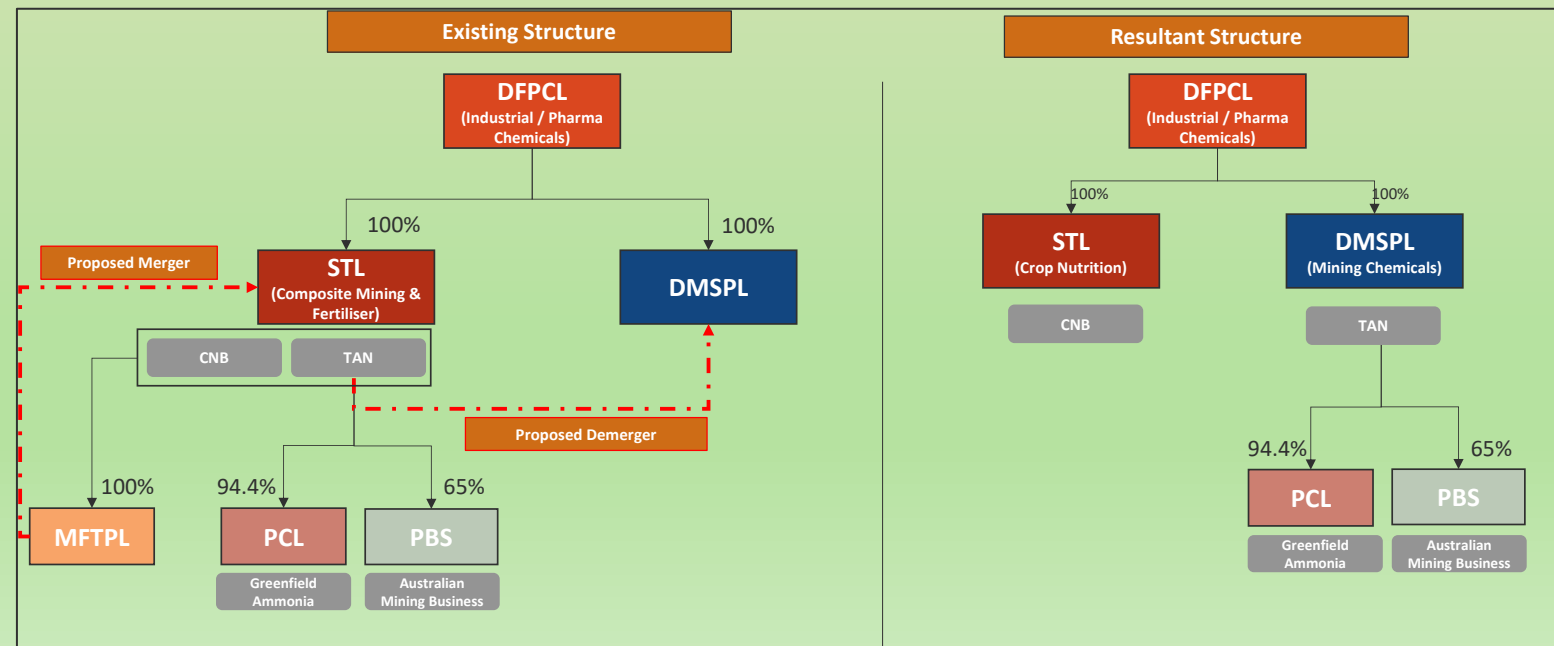 Existing Structure
DFPCL
(Industrial / Pharma
Chemicals)
100%
100%
Proposed Merger
STL
(Composite Mining &
Fertiliser)
DMSPL
CNB
TAN
Proposed Demerger
100%
94.4%
65%
MFTPL
PCL
PBS
Greenfield
Ammonia
Australian
Mining Business
Resultant Structure
DFPCL
(Industrial / Pharma
Chemicals)
100%
100%
STL
(Crop Nutrition)
DMSPL
(Mining Chemicals)
CNB
TAN
94.4%
65%
PCL
PBS
Greenfield
Ammonia
Australian
Mining Business